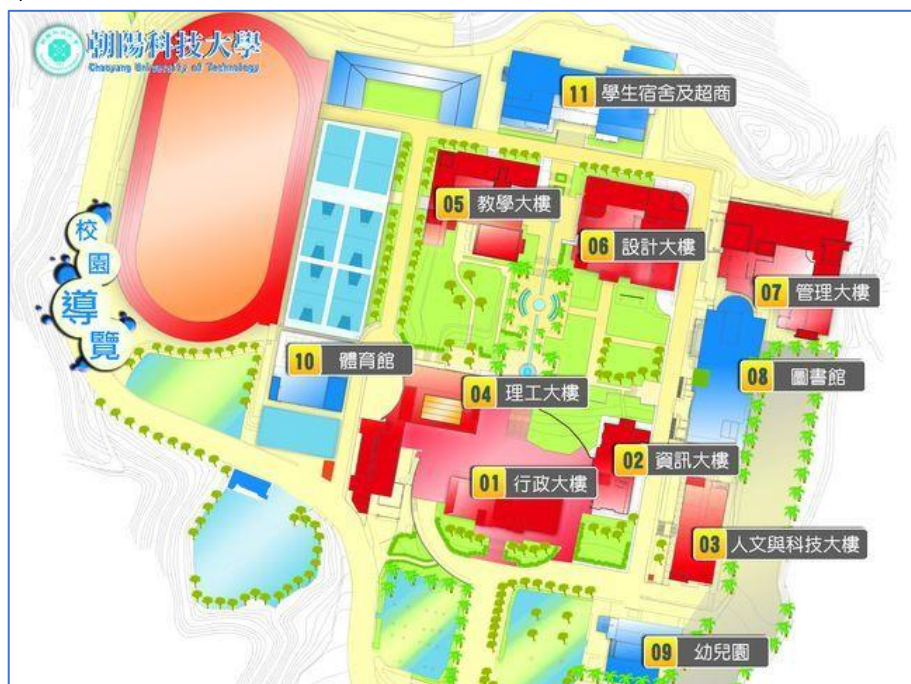 朝陽科技大學
Chaoyang University of Technology
校園導覽
11 學生宿舍及超商
05 教學大樓
06 設計大樓
07 管理大樓
10 體育館
04 理工大樓
08 圖書館
02 資訊大樓
01 行政大樓
03 人文與科技大樓
09 幼兒園